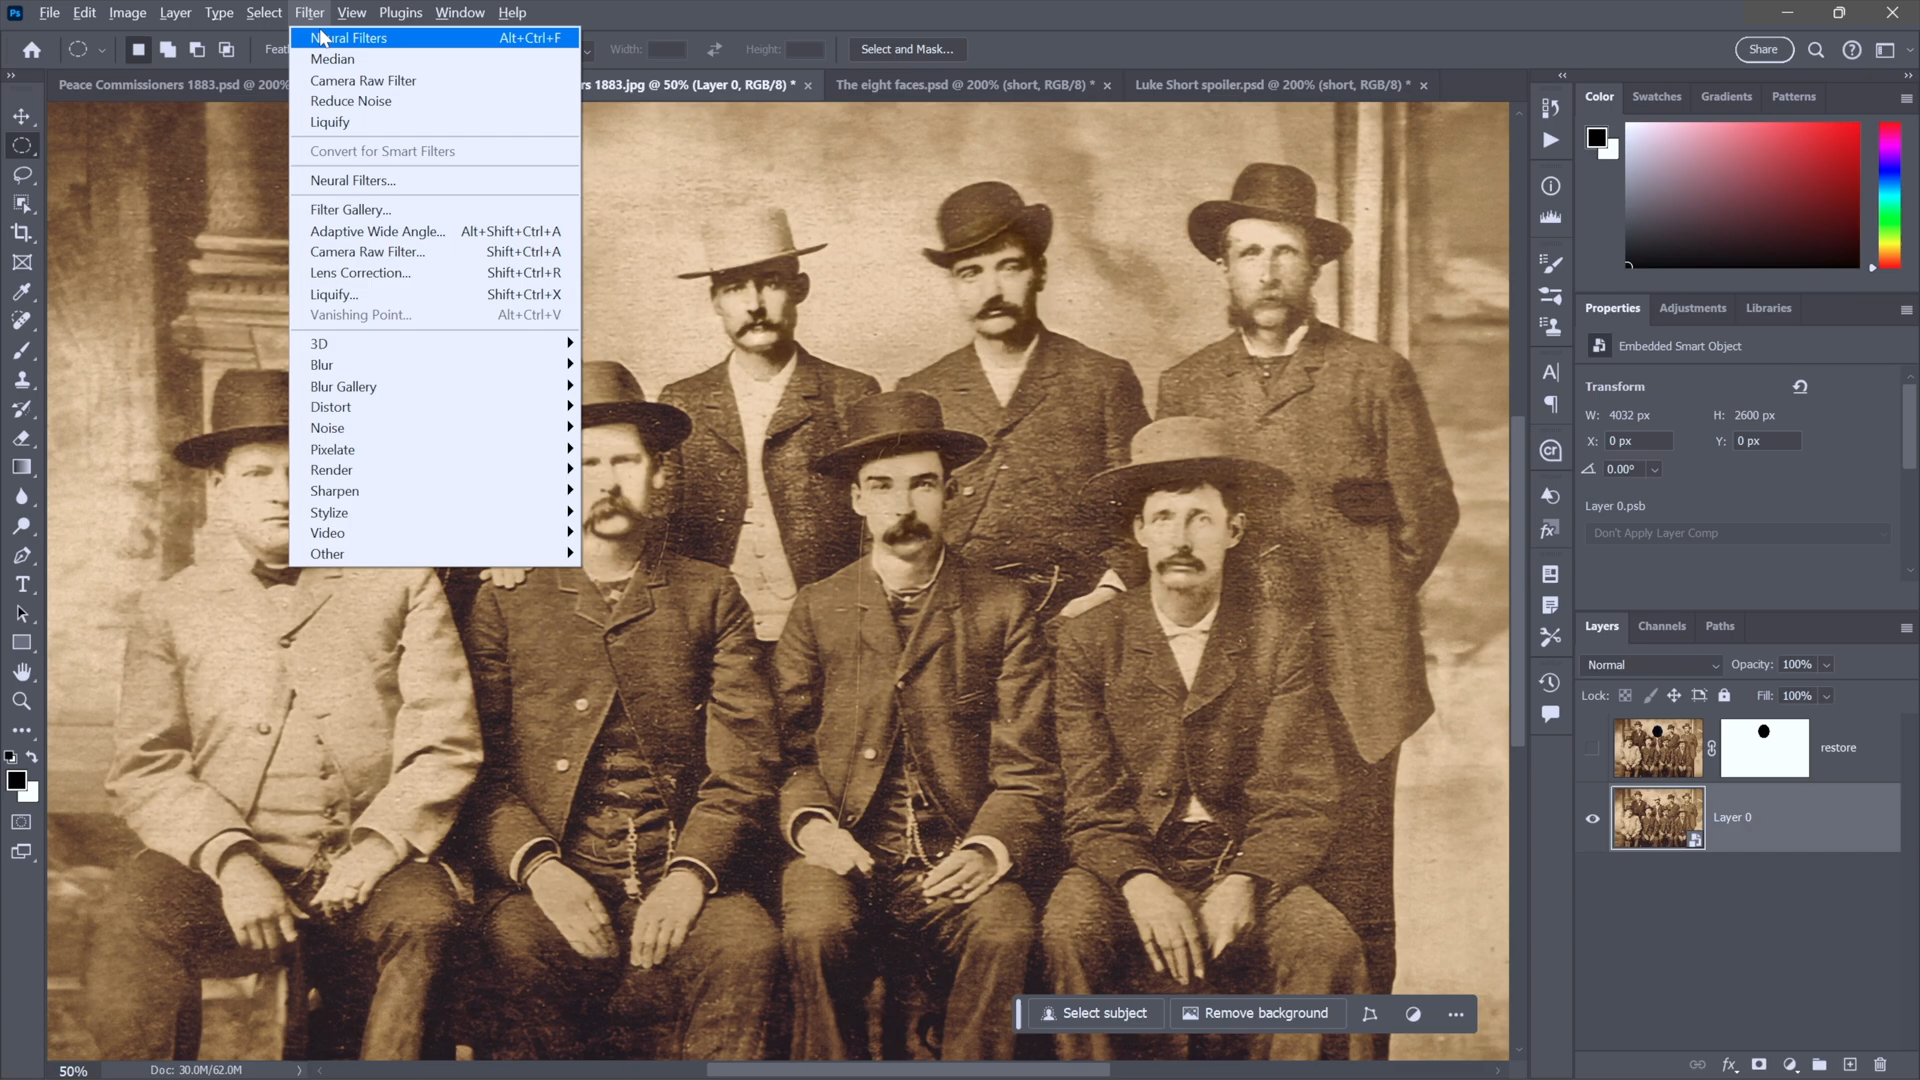 Ps File Edit Image Layer Type Select Filter View Plugins Window Help
Width: Height: Select and Mask... Share
Peace Commissioners 1883.psd @ 200%
rs 1883.jpg @ 50% (Layer 0, RGB/8) *
The eight faces.psd @ 200% (short, RGB/8) *
Luke Short spoiler.psd @ 200% (short, RGB/8) *
Neural Filters Alt+Ctrl+F
Median
Camera Raw Filter
Reduce Noise
Liquify
Convert for Smart Filters
Neural Filters...
Filter Gallery...
Adaptive Wide Angle... Alt+Shift+Ctrl+A
Camera Raw Filter... Shift+Ctrl+A
Lens Correction... Shift+Ctrl+R
Liquify... Shift+Ctrl+X
Vanishing Point... Alt+Ctrl+V
3D
Blur
Blur Gallery
Distort
Noise
Pixelate
Render
Sharpen
Stylize
Video
Other
Select subject Remove background
50% Doc: 30.0M/62.0M
Color Swatches Gradients Patterns
Properties Adjustments Libraries
Embedded Smart Object
Transform
W: 4032 px H: 2600 px
X: 0 px Y: 0 px
0.00°
Layer 0.psb
Don't Apply Layer Comp
Layers Channels Paths
Normal Opacity: 100%
Lock: Fill: 100%
restore
Layer 0